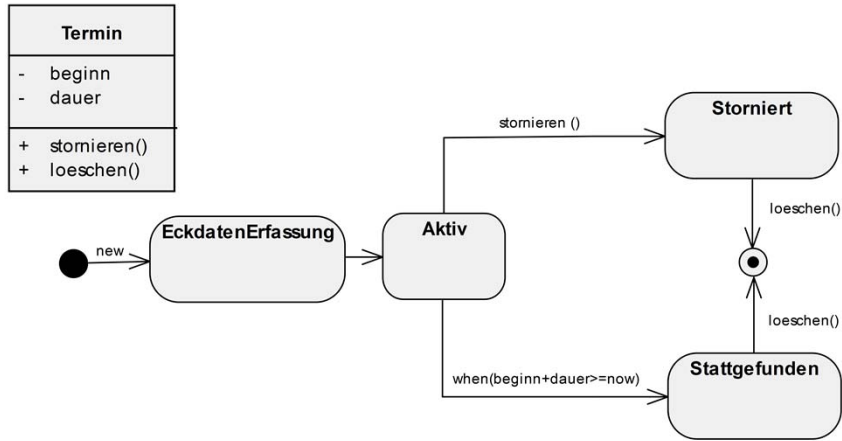 Termin
- beginn
- dauer
+ stornieren()
+ loeschen()
new
EckdatenErfassung
Aktiv
stornieren ()
Storniert
loeschen()
when(beginn+dauer>=now)
Stattgefunden
loeschen()